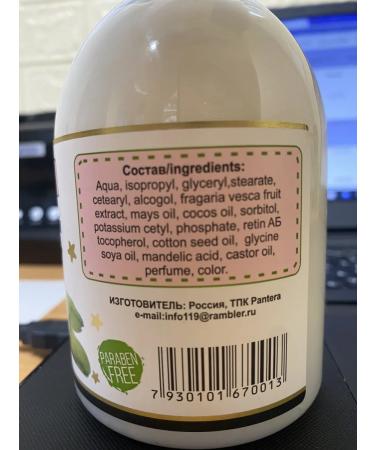 Состав/ingredients:
Aqua, isopropyl, glyceryl,stearate,
cetearyl, alcogol, fragaria vesca fruit
extract, mays oil, cocos oil, sorbitol,
potassium cetyl, phosphate, retin АБ
tocopherol, cotton seed oil, glycine
soya oil, mandelic acid, castor oil,
perfume, color.
ИЗГОТОВИТЕЛЬ: Россия, ТПК Pantera
e-mail:info119@rambler.ru
PARABEN
FREE
7 930101 670013